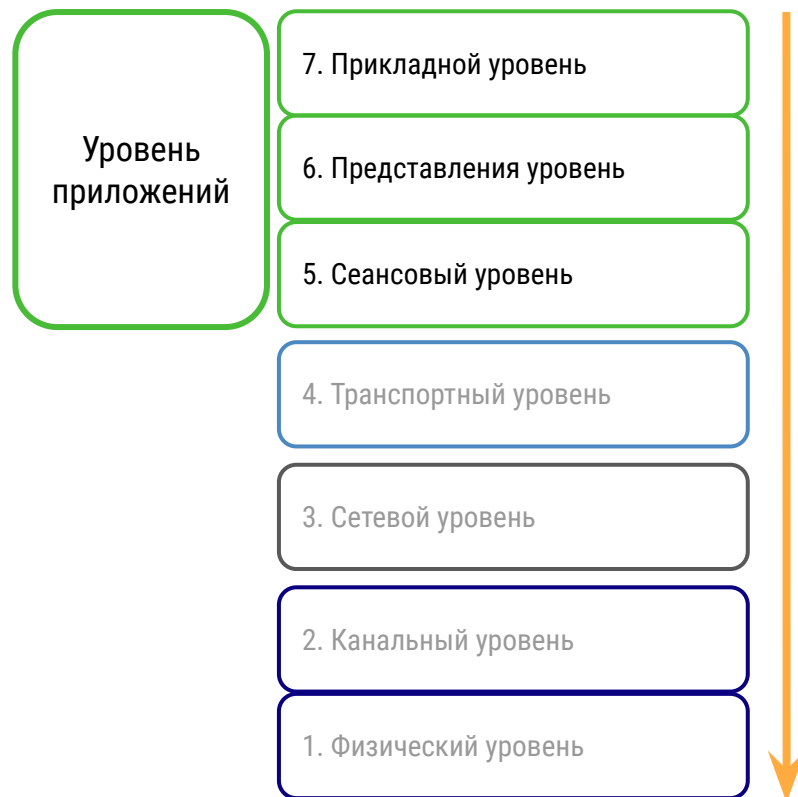 Уровень
приложений
7. Прикладной уровень
6. Представления уровень
5. Сеансовый уровень
4. Транспортный уровень
3. Сетевой уровень
2. Канальный уровень
1. Физический уровень